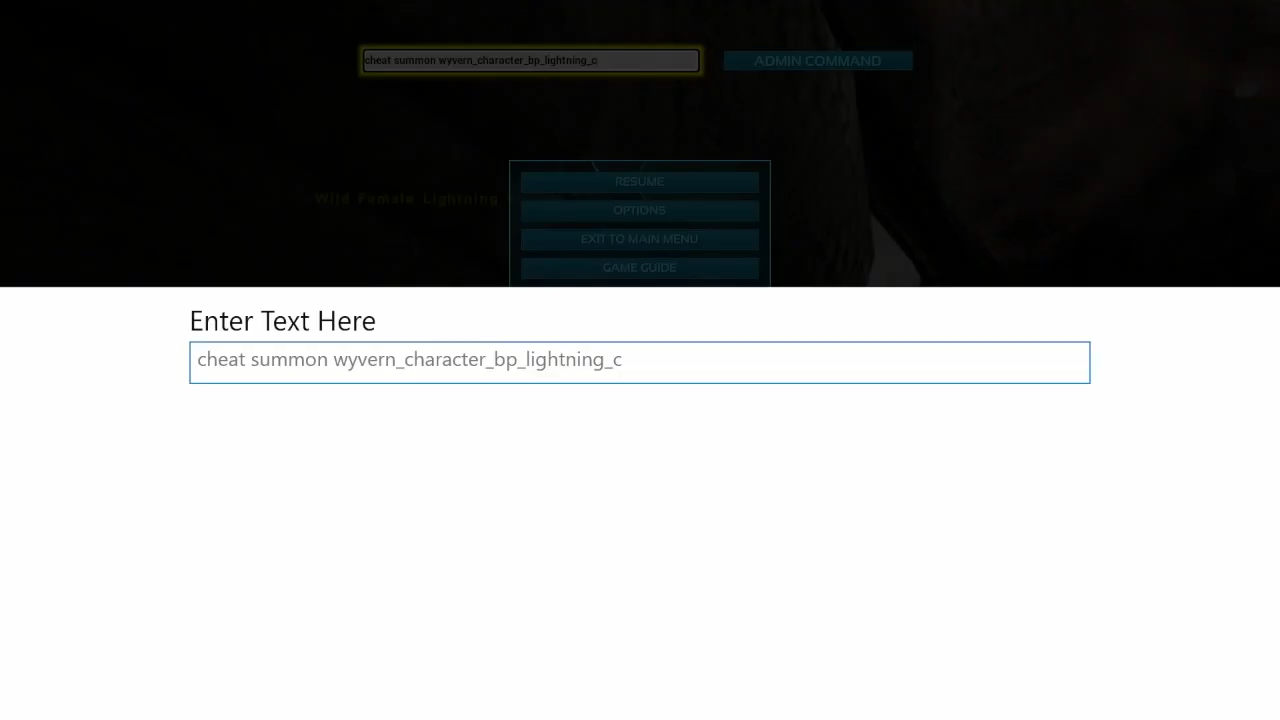 cheat summon wyvern_character_bp_lightning_c
ADMIN COMMAND
RESUME
Wild Female Lightning
OPTIONS
EXIT TO MAIN MENU
GAME GUIDE
Enter Text Here
cheat summon wyvern_character_bp_lightning_c